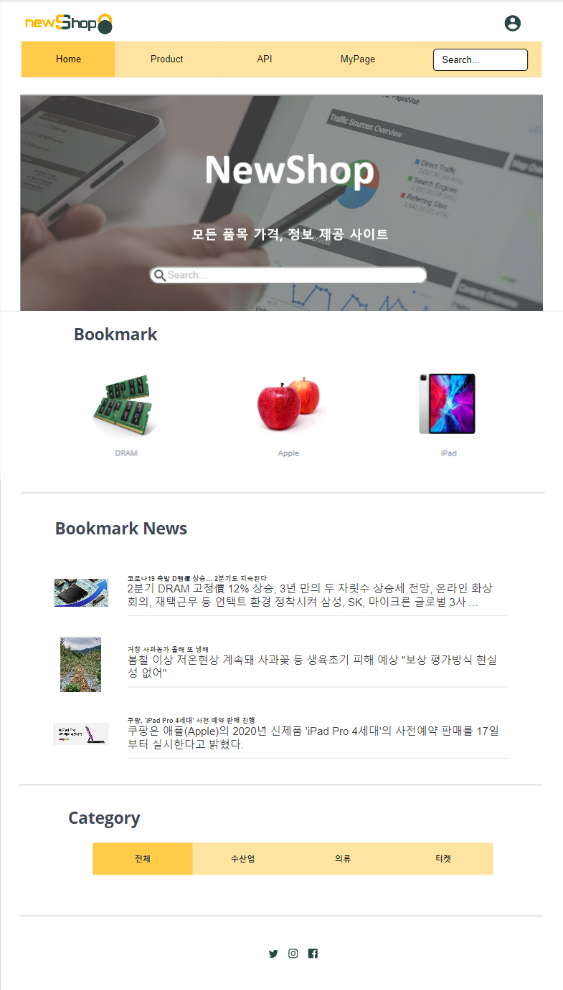 newShop
Home Product API MyPage Search...
Traffic Sources Overview
Direct Traffic
Search Engines
Referring Sites
NewShop
모든 품목 가격, 정보 제공 사이트
Search...
Bookmark
DRAM Apple iPad
Bookmark News
코로나19 촉발 D램價 상승... 2분기도 지속된다
2분기 DRAM 고정價 12% 상승, 3년 만의 두 자릿수 상승세 전망, 온라인 화상
회의, 재택근무 등 언택트 환경 정착시켜 삼성, SK, 마이크론 글로벌 3사 ...
거창 사과농가 올해 또 냉해
봄철 이상 저온현상 계속돼 사과꽃 등 생육초기 피해 예상 "보상 평가방식 현실
성 없어"
쿠팡, 'iPad Pro 4세대' 사전 예약 판매 진행
쿠팡은 애플(Apple)의 2020년 신제품 'iPad Pro 4세대'의 사전예약 판매를 17일
부터 실시한다고 밝혔다.
Category
전체 수산업 의류 티켓